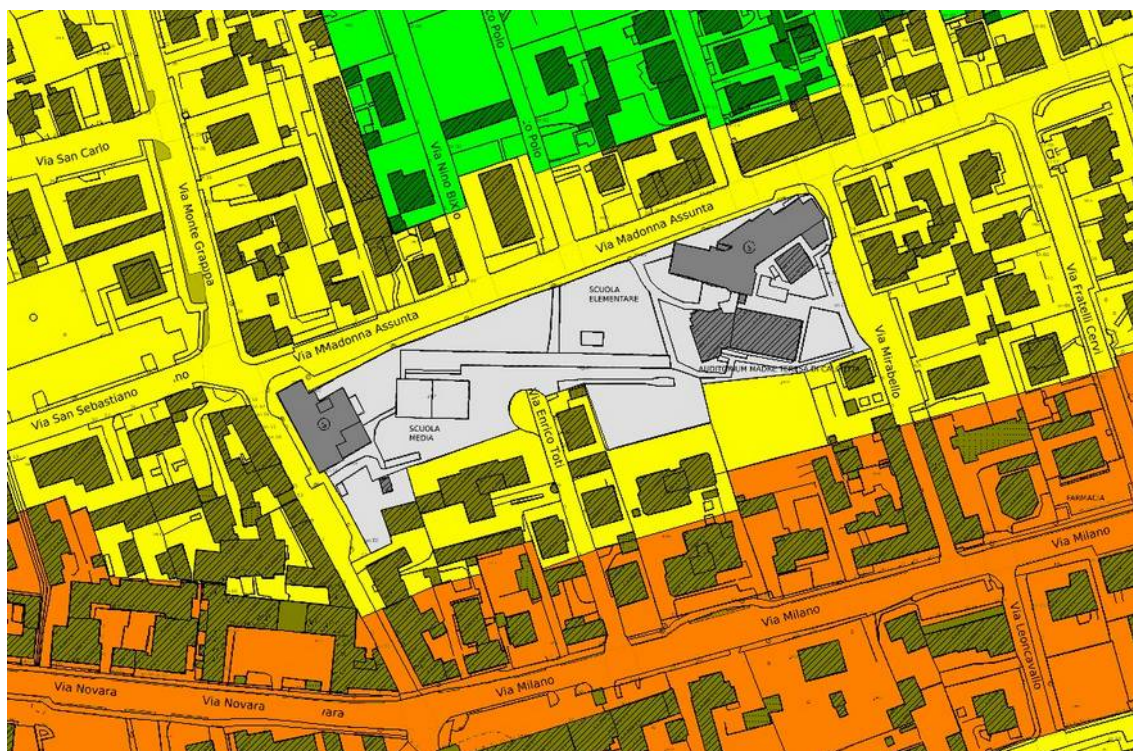 co Polo
co Polo
Via San Carlo
Via Monte Grappa
Via Nino Bixio
Via Madonna Assunta
Via Fratelli Cervi
SCUOLA
ELEMENTARE
Via MMadonna Assunta
Via Mirabello
AUDITORIUM MADRE TERESA DI CALCUTTA
Via San Sebastiano
.no
Via Enrico Toti
SCUOLA
MEDIA
FARMACIA
Via Milano
Via Milano
Via Leoncavallo
Via Milano
Via Novara
Via Novara
rara